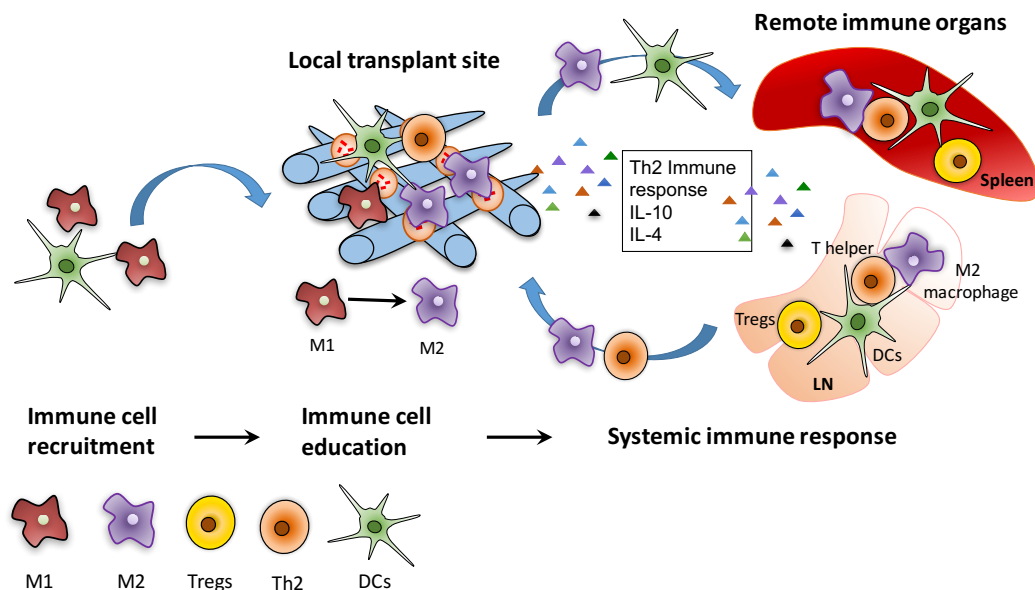 Remote immune organs
Local transplant site
Th2 Immune
response
IL-10
IL-4
Spleen
T helper
M2
macrophage
Tregs
DCs
LN
M1
M2
Immune cell
recruitment
Immune cell
education
Systemic immune response
M1
M2
Tregs
Th2
DCs